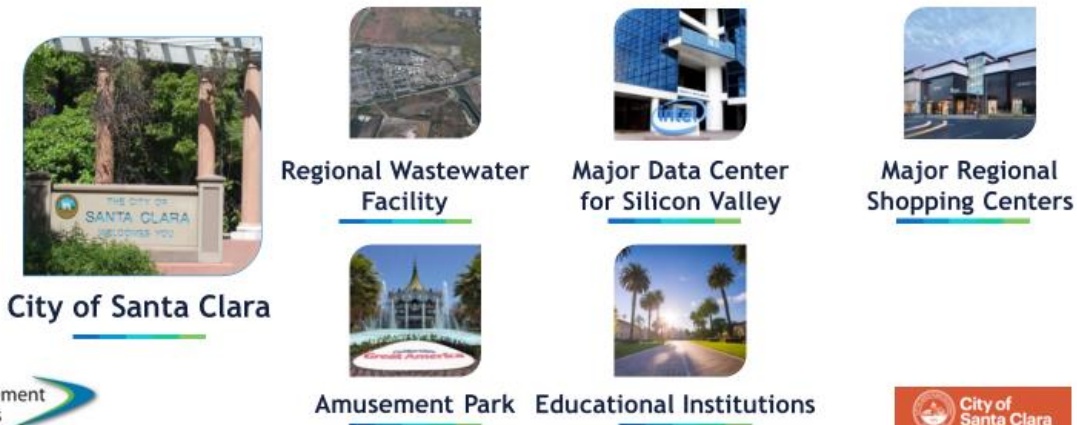 THE CITY OF
SANTA CLARA
WELCOMES YOU
City of Santa Clara
Regional Wastewater
Facility
intel
Major Data Center
for Silicon Valley
Major Regional
Shopping Centers
Great America
Amusement Park
Educational Institutions
ment
s
City of
Santa Clara